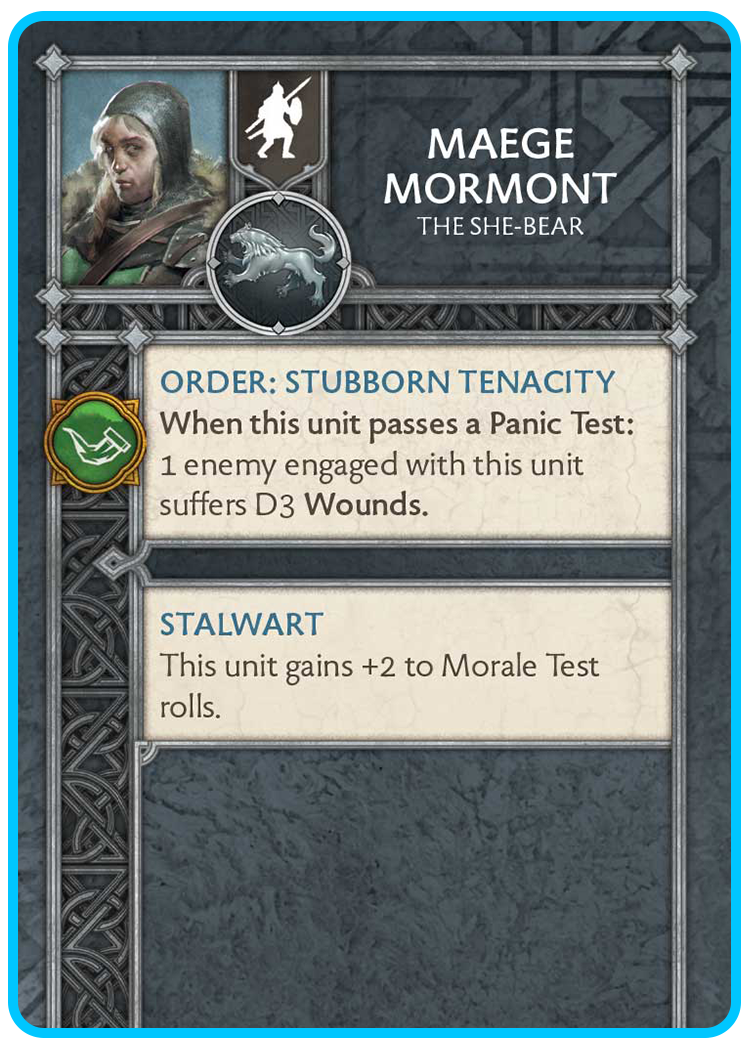 MAEGE
MORMONT
THE SHE-BEAR
ORDER: STUBBORN TENACITY
When this unit passes a Panic Test:
1 enemy engaged with this unit
suffers D3 Wounds.
STALWART
This unit gains +2 to Morale Test
rolls.